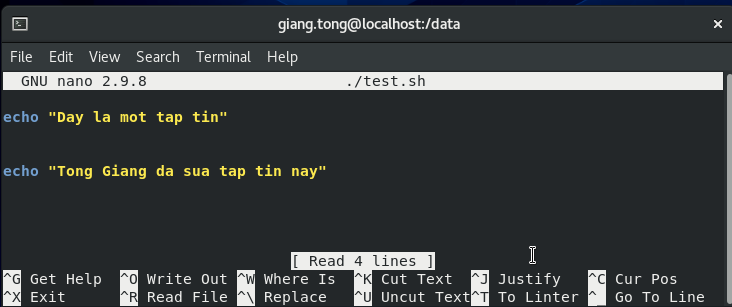 giang.tong@localhost:/data
File Edit View Search Terminal Help
GNU nano 2.9.8 ./test.sh
echo "Day la mot tap tin"
echo "Tong Giang da sua tap tin nay"
[ Read 4 lines ]
^G Get Help ^O Write Out ^W Where Is ^K Cut Text ^J Justify ^C Cur Pos
^X Exit ^R Read File ^\ Replace ^U Uncut Text ^T To Linter ^_ Go To Line